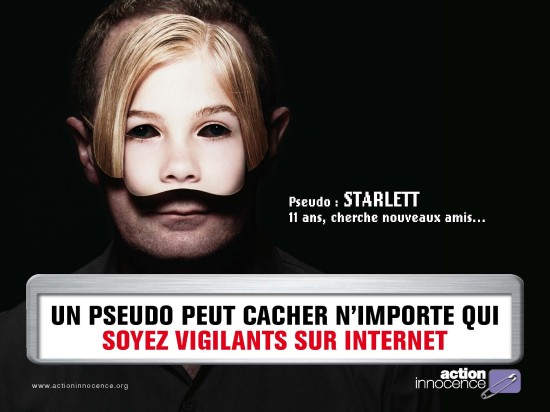 Pseudo : STARLETT
11 ans, cherche nouveaux amis...
UN PSEUDO PEUT CACHER N'IMPORTE QUI
SOYEZ VIGILANTS SUR INTERNET
www.actioninnocence.org
action
innocence